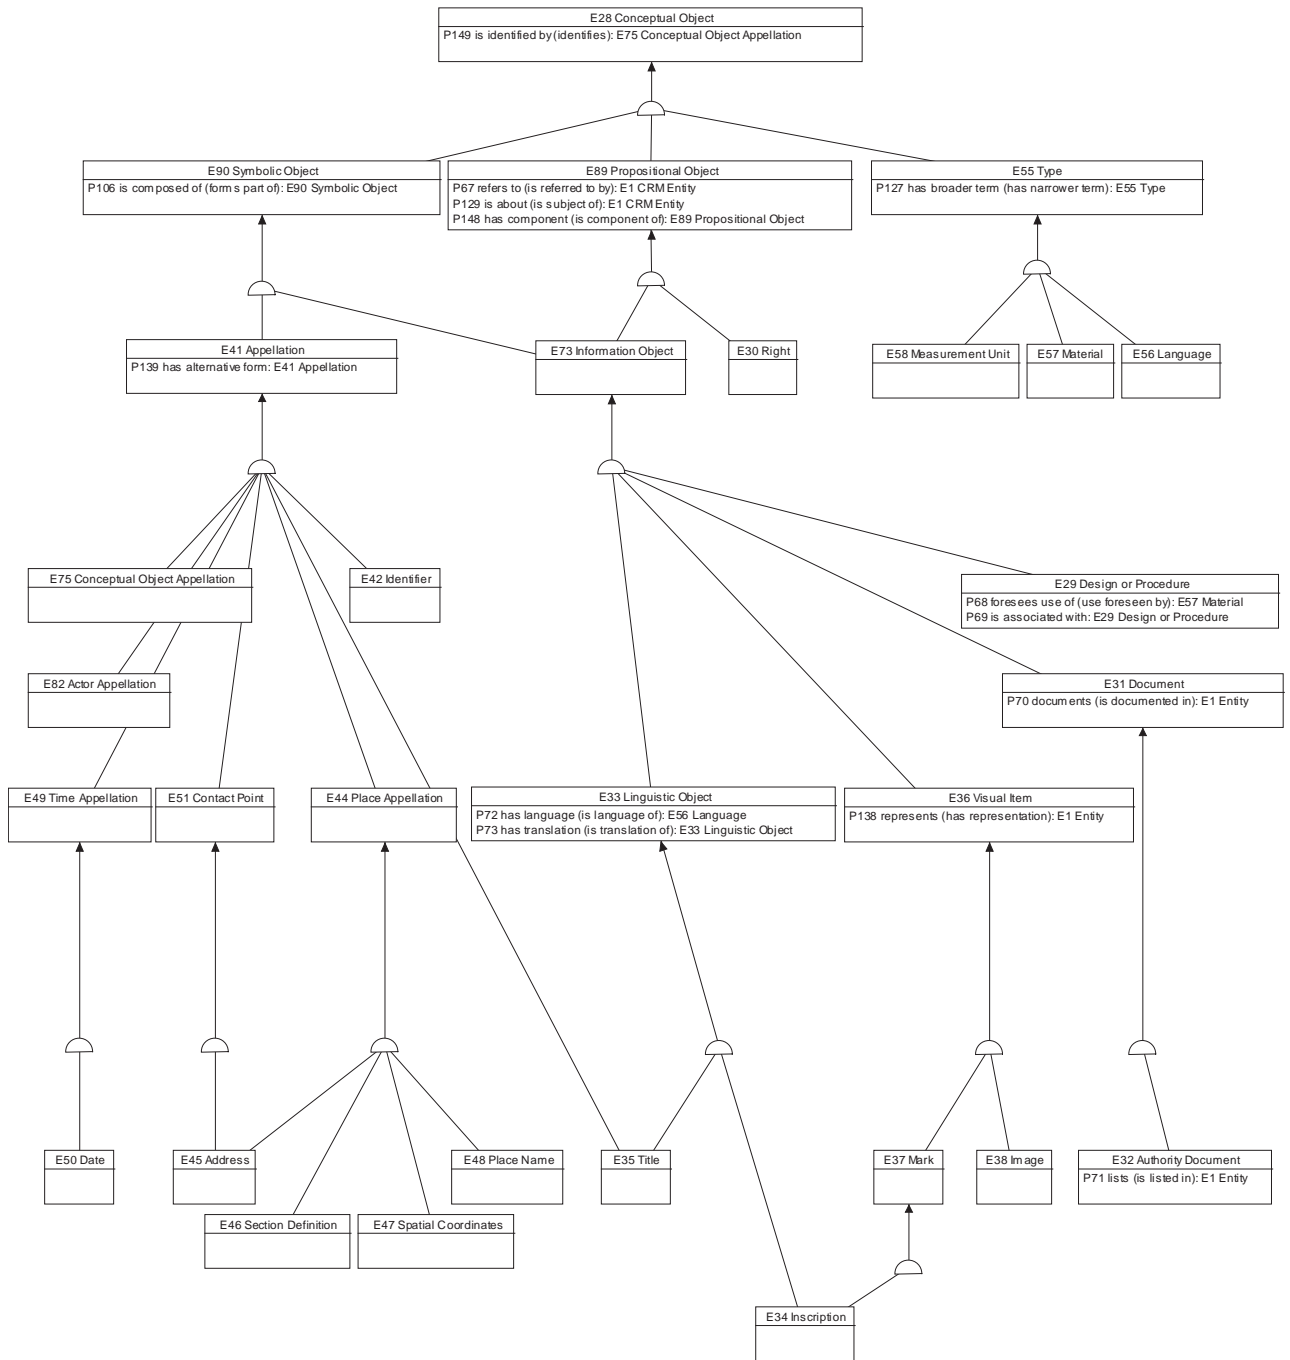 E28 Conceptual Object
P149 is identified by (identifies): E75 Conceptual Object Appellation
E90 Symbolic Object
P106 is composed of (forms part of): E90 Symbolic Object
E89 Propositional Object
P67 refers to (is referred to by): E1 CRM Entity
P129 is about (is subject of): E1 CRM Entity
P148 has component (is component of): E89 Propositional Object
E55 Type
P127 has broader term (has narrower term): E55 Type
E41 Appellation
P139 has alternative form: E41 Appellation
E73 Information Object
E30 Right
E58 Measurement Unit
E57 Material
E56 Language
E75 Conceptual Object Appellation
E42 Identifier
E29 Design or Procedure
P68 foresees use of (use foreseen by): E57 Material
P69 is associated with: E29 Design or Procedure
E82 Actor Appellation
E31 Document
P70 documents (is documented in): E1 Entity
E49 Time Appellation
E51 Contact Point
E44 Place Appellation
E33 Linguistic Object
P72 has language (is language of): E56 Language
P73 has translation (is translation of): E33 Linguistic Object
E36 Visual Item
P138 represents (has representation): E1 Entity
E50 Date
E45 Address
E48 Place Name
E35 Title
E37 Mark
E38 Image
E32 Authority Document
P71 lists (is listed in): E1 Entity
E46 Section Definition
E47 Spatial Coordinates
E34 Inscription